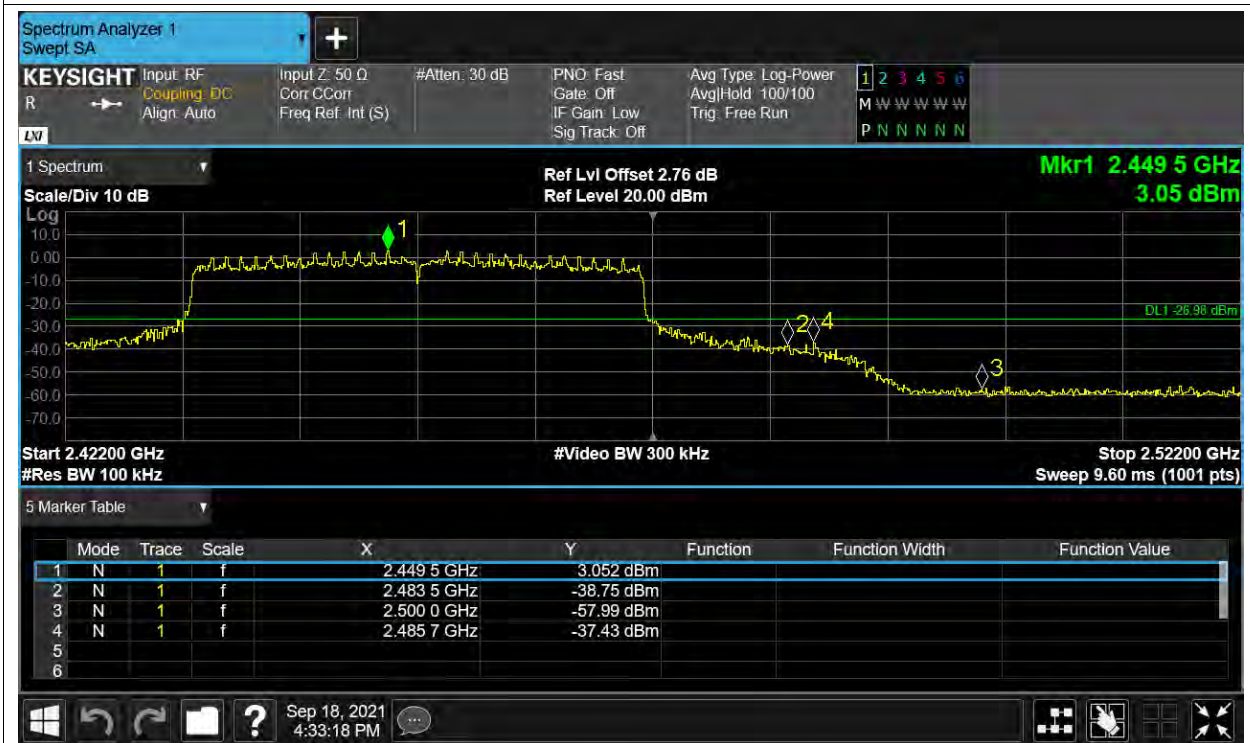 Spectrum Analyzer 1
Swept SA
+
KEYSIGHT Input: RF Input Z: 50 Ω #Atten: 30 dB PNO: Fast Avg Type: Log-Power 1 2 3 4 5 6
R Coupling: DC Corr CCorr Gate: Off Avg|Hold: 100/100 M W W W W W
Align: Auto Freq Ref: Int (S) IF Gain: Low Trig: Free Run
LXI Sig Track: Off P N N N N N
1 Spectrum Ref Lvl Offset 2.76 dB Mkr1 2.449 5 GHz
Scale/Div 10 dB Ref Level 20.00 dBm 3.05 dBm
Log
10.0
1
0.00
-10.0
-20.0
DL1 -26.98 dBm
-30.0
2 4
-40.0
-50.0
3
-60.0
-70.0
Start 2.42200 GHz #Video BW 300 kHz Stop 2.52200 GHz
#Res BW 100 kHz Sweep 9.60 ms (1001 pts)
5 Marker Table
Mode Trace Scale X Y Function Function Width Function Value
1 N 1 f 2.449 5 GHz 3.052 dBm
2 N 1 f 2.483 5 GHz -38.75 dBm
3 N 1 f 2.500 0 GHz -57.99 dBm
4 N 1 f 2.485 7 GHz -37.43 dBm
5
6
? Sep 18, 2021
4:33:18 PM